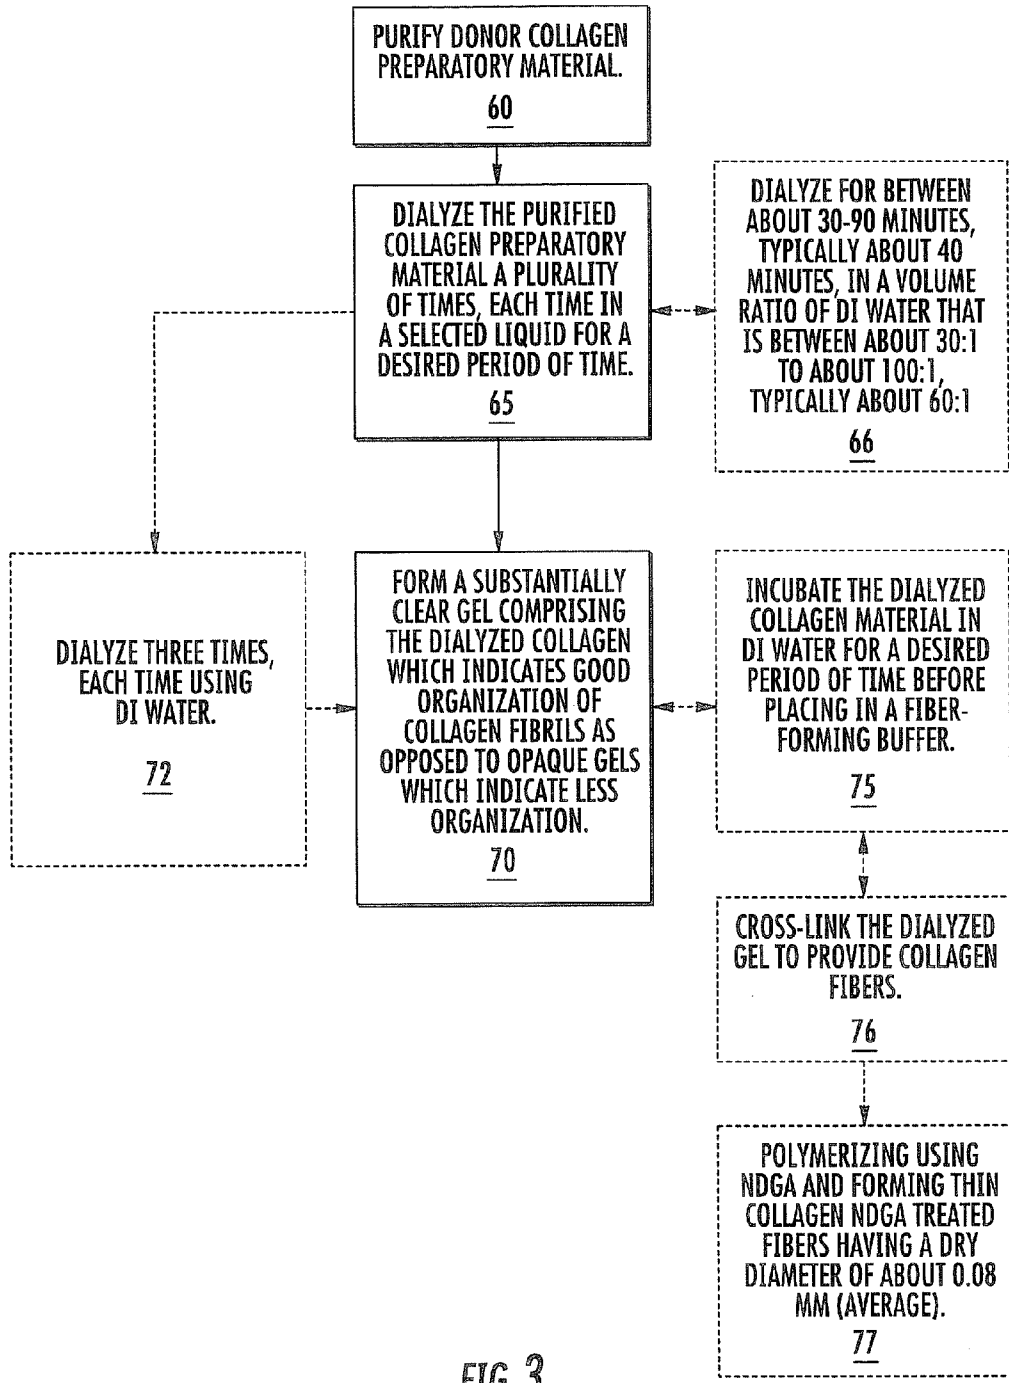 PURIFY DONOR COLLAGEN
PREPARATORY MATERIAL.
60
DIALYZE THE PURIFIED
COLLAGEN PREPARATORY
MATERIAL A PLURALITY
OF TIMES, EACH TIME IN
A SELECTED LIQUID FOR A
DESIRED PERIOD OF TIME.
65
DIALYZE FOR BETWEEN
ABOUT 30-90 MINUTES,
TYPICALLY ABOUT 40
MINUTES, IN A VOLUME
RATIO OF DI WATER THAT
IS BETWEEN ABOUT 30:1
TO ABOUT 100:1,
TYPICALLY ABOUT 60:1
66
DIALYZE THREE TIMES,
EACH TIME USING
DI WATER.
72
FORM A SUBSTANTIALLY
CLEAR GEL COMPRISING
THE DIALYZED COLLAGEN
WHICH INDICATES GOOD
ORGANIZATION OF
COLLAGEN FIBRILS AS
OPPOSED TO OPAQUE GELS
WHICH INDICATE LESS
ORGANIZATION.
70
INCUBATE THE DIALYZED
COLLAGEN MATERIAL IN
DI WATER FOR A DESIRED
PERIOD OF TIME BEFORE
PLACING IN A FIBER-
FORMING BUFFER.
75
CROSS-LINK THE DIALYZED
GEL TO PROVIDE COLLAGEN
FIBERS.
76
POLYMERIZING USING
NDGA AND FORMING THIN
COLLAGEN NDGA TREATED
FIBERS HAVING A DRY
DIAMETER OF ABOUT 0.08
MM (AVERAGE).
77
FIG. 3